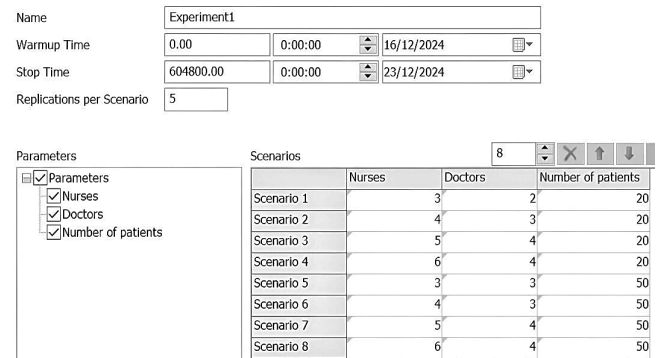 Name Experiment1
Warmup Time 0.00 0:00:00 16/12/2024
Stop Time 604800.00 0:00:00 23/12/2024
Replications per Scenario 5
Parameters
Parameters
Nurses
Doctors
Number of patients
Scenarios 8
Nurses Doctors Number of patients
Scenario 1 3 2 20
Scenario 2 4 3 20
Scenario 3 5 4 20
Scenario 4 6 4 20
Scenario 5 3 3 50
Scenario 6 4 3 50
Scenario 7 5 4 50
Scenario 8 6 4 50